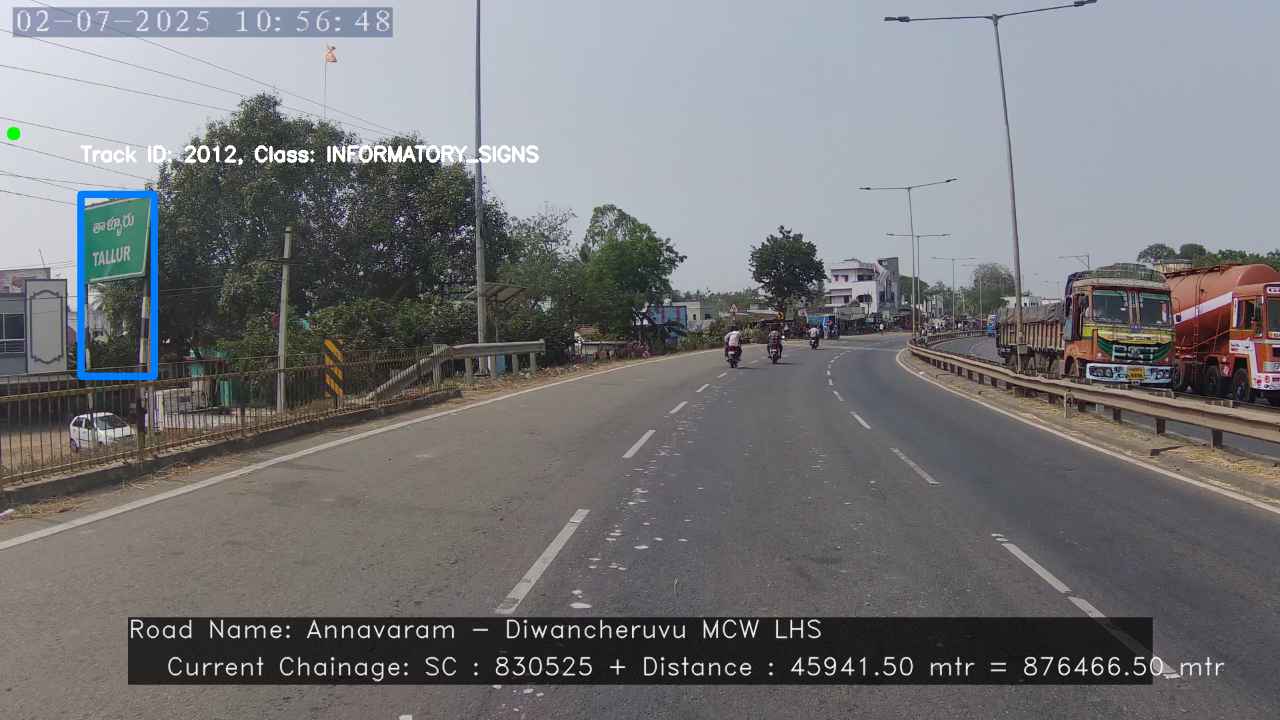 02-07-2025 10:56:48
Track ID: 2012, Class: INFORMATORY_SIGNS
తాళ్ళూరు
TALLUR
Road Name: Annavaram - Diwancheruvu MCW LHS
Current Chainage: SC : 830525 + Distance : 45941.50 mtr = 876466.50 mtr